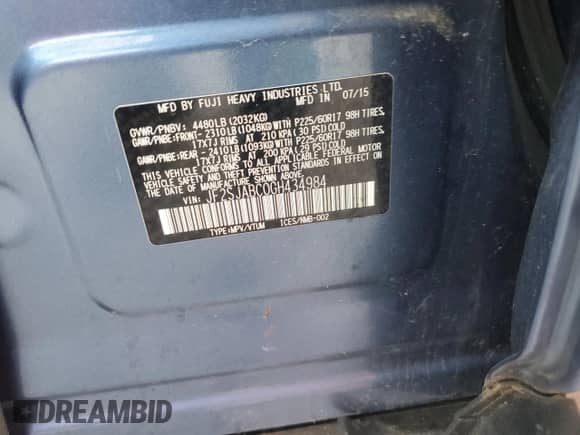 MFD BY FUJI HEAVY INDUSTRIES LTD.
MFD IN 07/15
GVWR/PNBV: 4480LB(2032KG)
GAWR/PNBE:FRONT-2310LB(1048KG)WITH P225/60R17 98H TIRES,
17X7J RIMS AT 210 KPA(30 PSI)COLD
GAWR/PNBE:REAR -2410LB(1093KG)WITH P225/60R17 98H TIRES,
17X7J RIMS AT 200 KPA(29 PSI)COLD
THIS VEHICLE CONFORMS TO ALL APPLICABLE FEDERAL MOTOR
VEHICLE SAFETY AND THEFT PREVENTION STANDARDS IN EFFECT
ON THE DATE OF MANUFACTURE SHOWN ABOVE.
VIN: JF2SJABC0GH434984
TYPE:MPV/VTUM ICES/NMB-002
DREAMBID